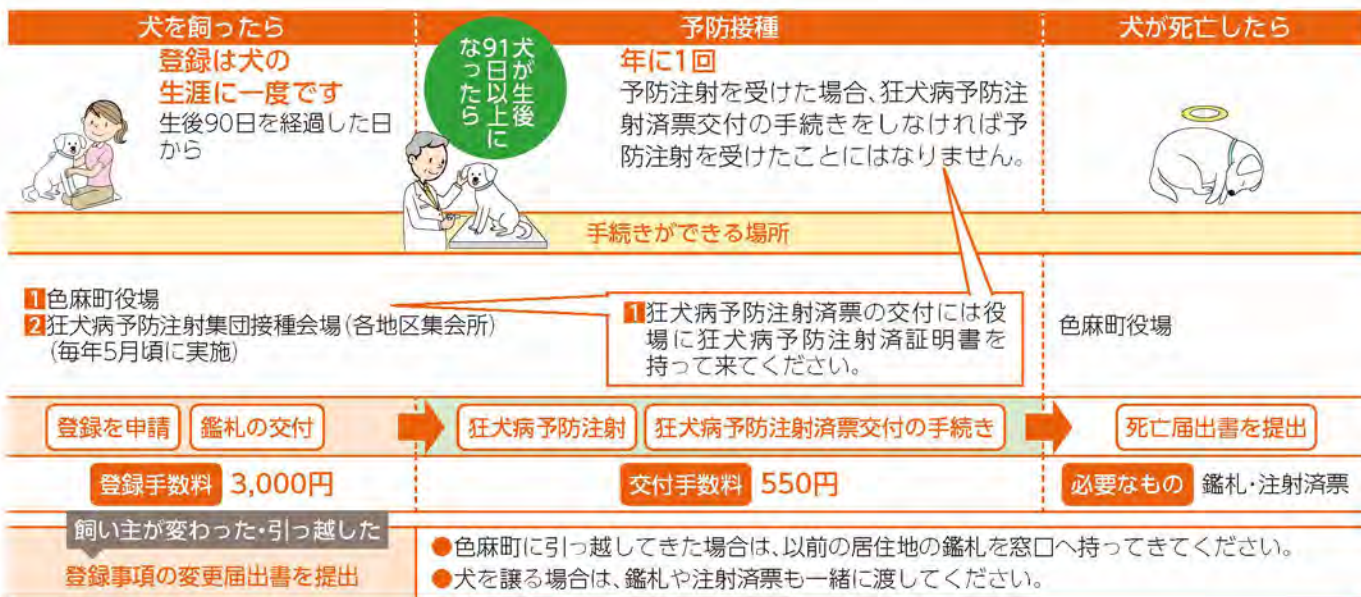 犬を飼ったら
登録は犬の
生涯に一度です
生後90日を経過した日
から
犬が生後
91日以上に
なったら
予防接種
年に1回
予防注射を受けた場合、狂犬病予防注
射済票交付の手続きをしなければ予
防注射を受けたことにはなりません。
犬が死亡したら
手続きができる場所
1色麻町役場
2狂犬病予防注射集団接種会場(各地区集会所)
(毎年5月頃に実施)
1狂犬病予防注射済票の交付には役
場に狂犬病予防注射済証明書を
持って来てください。
色麻町役場
登録を申請 鑑札の交付
狂犬病予防注射 狂犬病予防注射済票交付の手続き
死亡届出書を提出
登録手数料 3,000円
交付手数料 550円
必要なもの 鑑札・注射済票
飼い主が変わった・引っ越した
登録事項の変更届出書を提出
●色麻町に引っ越してきた場合は、以前の居住地の鑑札を窓口へ持ってきてください。
●犬を譲る場合は、鑑札や注射済票も一緒に渡してください。